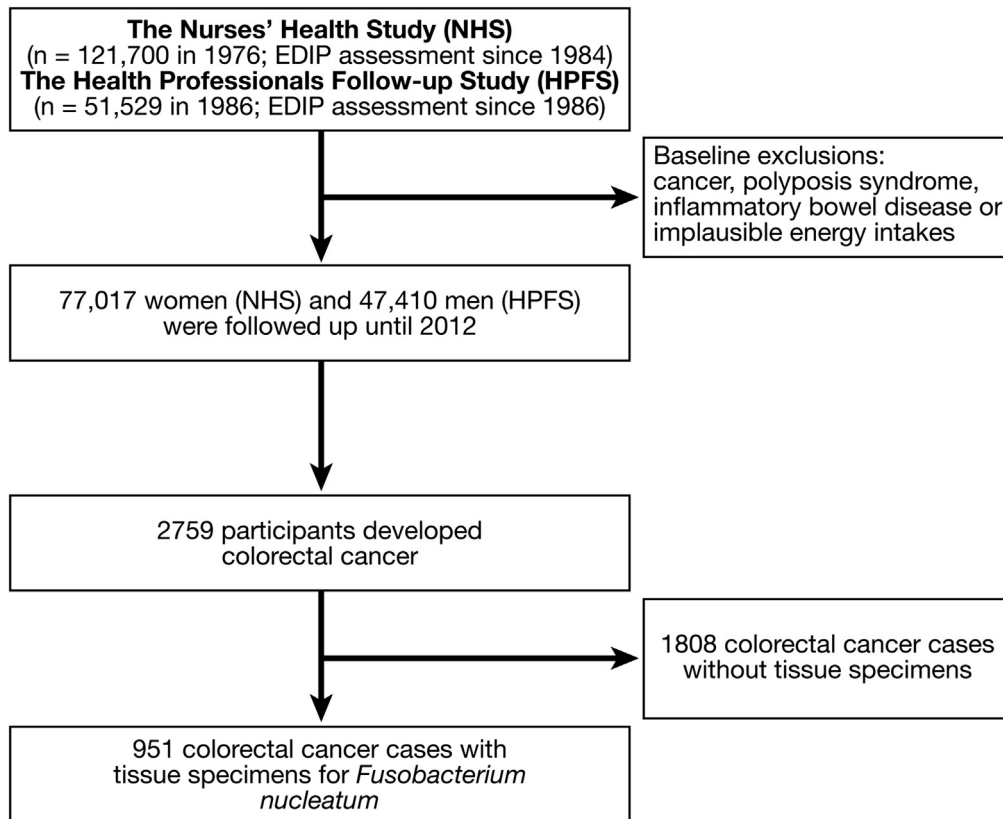 The Nurses' Health Study (NHS)
(n = 121,700 in 1976; EDIP assessment since 1984)
The Health Professionals Follow-up Study (HPFS)
(n = 51,529 in 1986; EDIP assessment since 1986)
Baseline exclusions:
cancer, polyposis syndrome,
inflammatory bowel disease or
implausible energy intakes
77,017 women (NHS) and 47,410 men (HPFS)
were followed up until 2012
2759 participants developed
colorectal cancer
1808 colorectal cancer cases
without tissue specimens
951 colorectal cancer cases with
tissue specimens for Fusobacterium
nucleatum